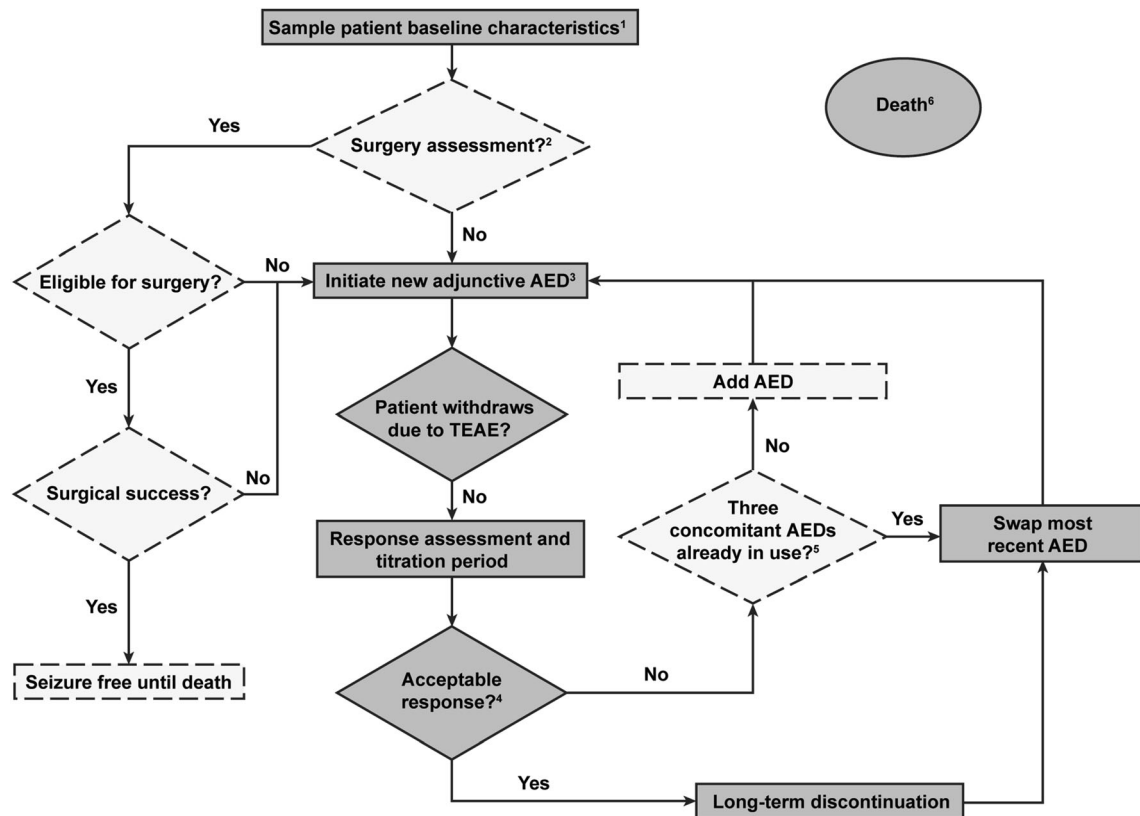 Sample patient baseline characteristics¹
Death⁶
Yes
Surgery assessment?²
No
Eligible for surgery?
No
Initiate new adjunctive AED³
Yes
Patient withdraws
due to TEAE?
Add AED
No
Surgical success?
No
No
Three
concomitant AEDs
already in use?⁵
Yes
Swap most
recent AED
Response assessment and
titration period
Yes
Seizure free until death
Acceptable
response?⁴
No
Yes
Long-term discontinuation